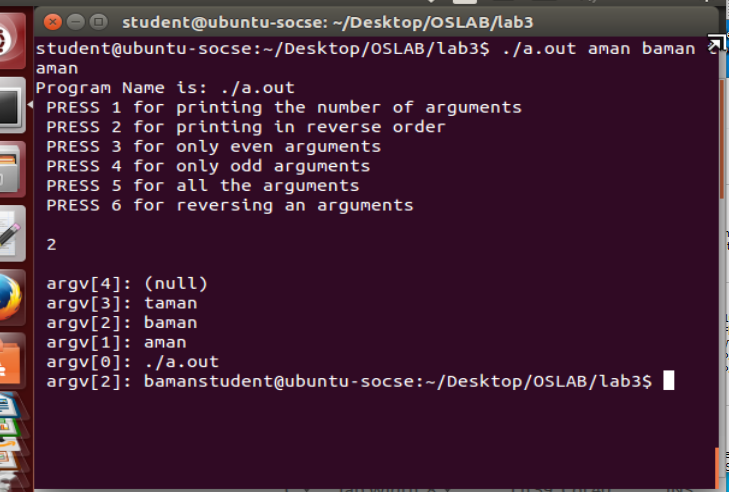 student@ubuntu-socse: ~/Desktop/OSLAB/lab3
student@ubuntu-socse:~/Desktop/OSLAB/lab3$ ./a.out aman baman t
aman
Program Name is: ./a.out
PRESS 1 for printing the number of arguments
PRESS 2 for printing in reverse order
PRESS 3 for only even arguments
PRESS 4 for only odd arguments
PRESS 5 for all the arguments
PRESS 6 for reversing an arguments
2
argv[4]: (null)
argv[3]: taman
argv[2]: baman
argv[1]: aman
argv[0]: ./a.out
argv[2]: bamanstudent@ubuntu-socse:~/Desktop/OSLAB/lab3$